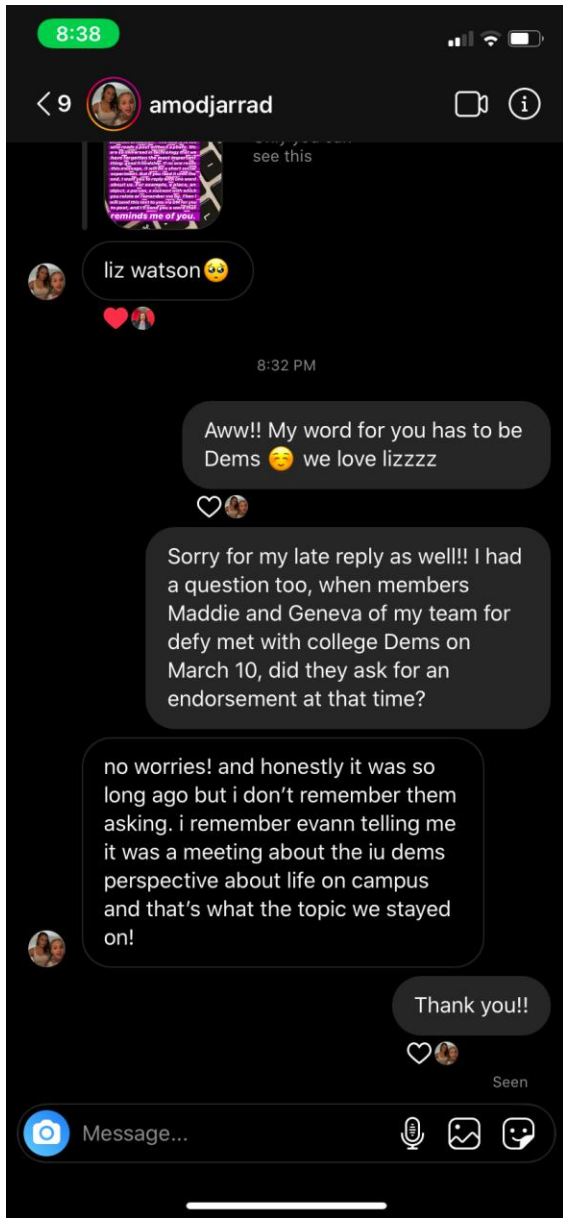 8:38
9 amodjarrad
see this
have forgotten the most important
reminds me of you.
liz watson🥺
8:32 PM
Aww!! My word for you has to be
Dems ☺️ we love lizzzz
Sorry for my late reply as well!! I had
a question too, when members
Maddie and Geneva of my team for
defy met with college Dems on
March 10, did they ask for an
endorsement at that time?
no worries! and honestly it was so
long ago but i don’t remember them
asking. i remember evann telling me
it was a meeting about the iu dems
perspective about life on campus
and that’s what the topic we stayed
on!
Thank you!!
Seen
Message...